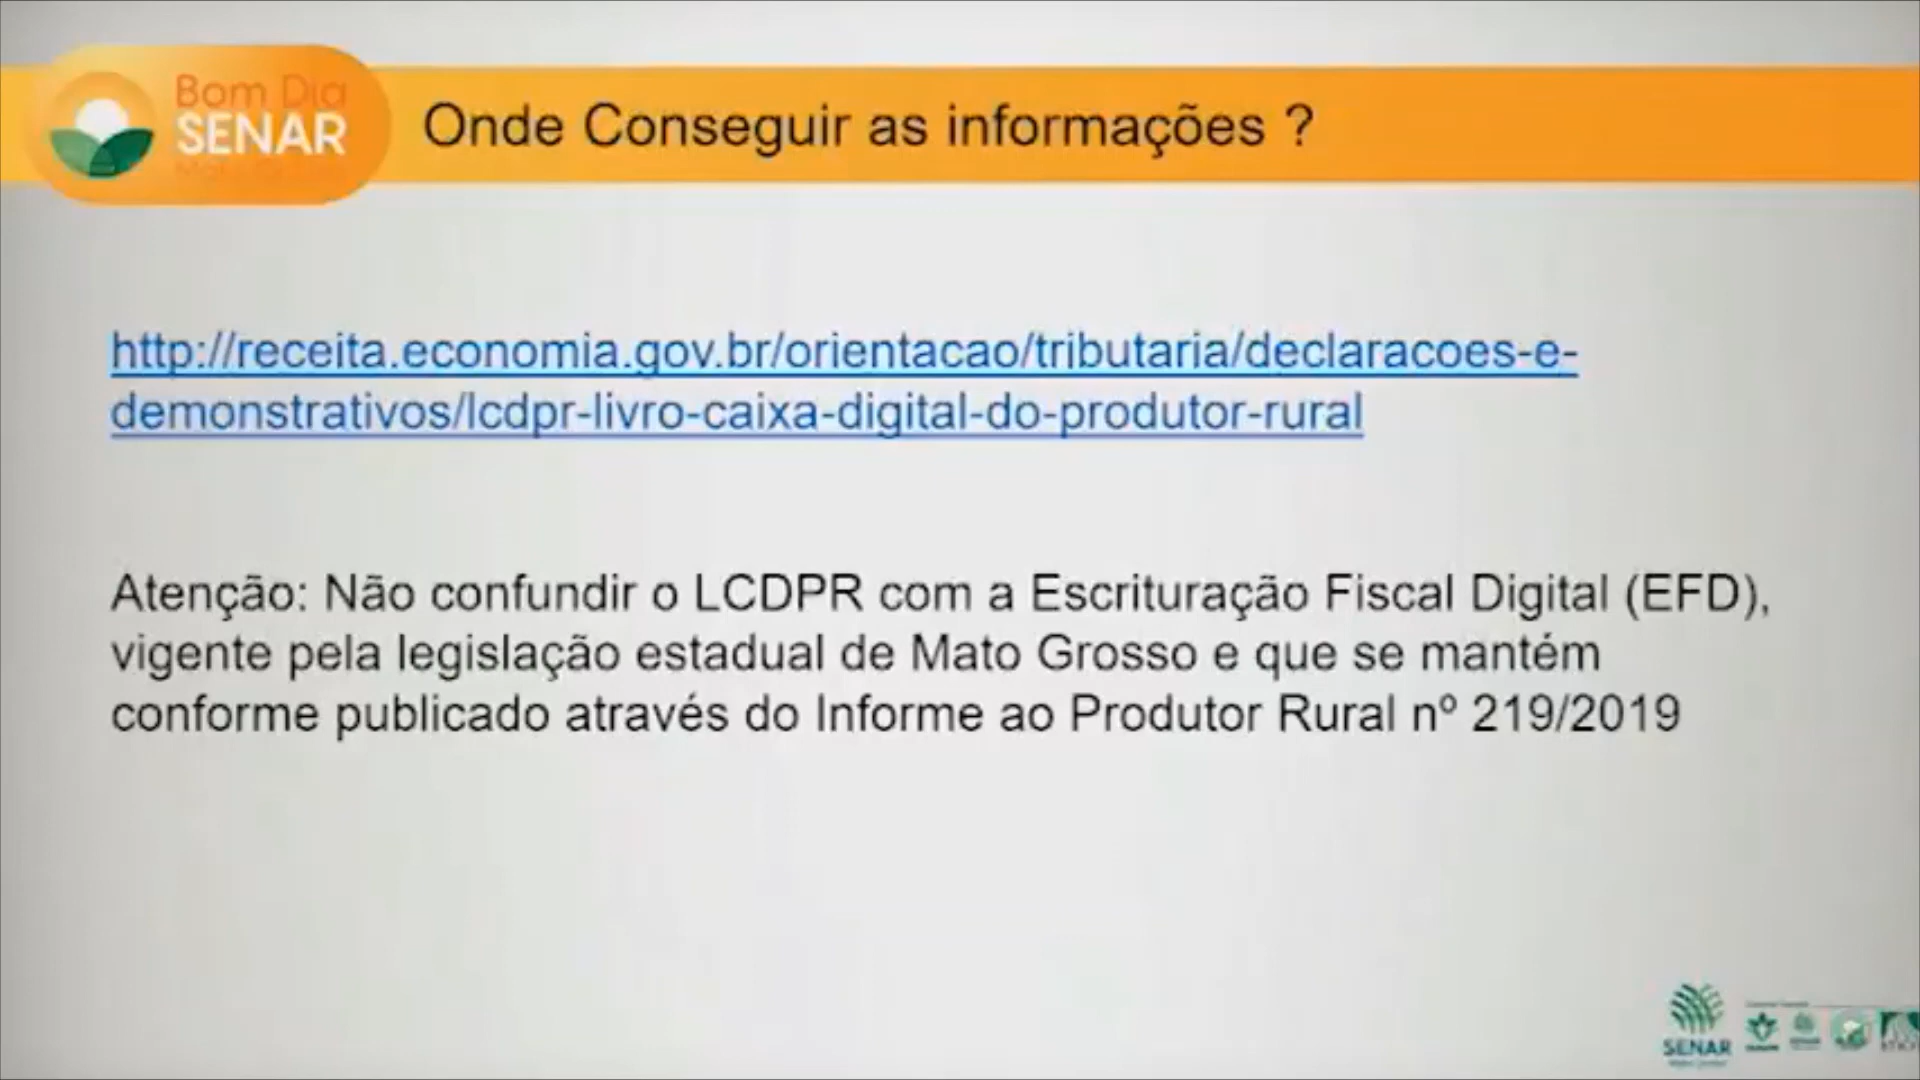 Bom Dia
SENAR
Onde Conseguir as informações ?
http://receita.economia.gov.br/orientacao/tributaria/declaracoes-e-
demonstrativos/lcdpr-livro-caixa-digital-do-produtor-rural
Atenção: Não confundir o LCDPR com a Escrituração Fiscal Digital (EFD),
vigente pela legislação estadual de Mato Grosso e que se mantém
conforme publicado através do Informe ao Produtor Rural nº 219/2019
SENAR